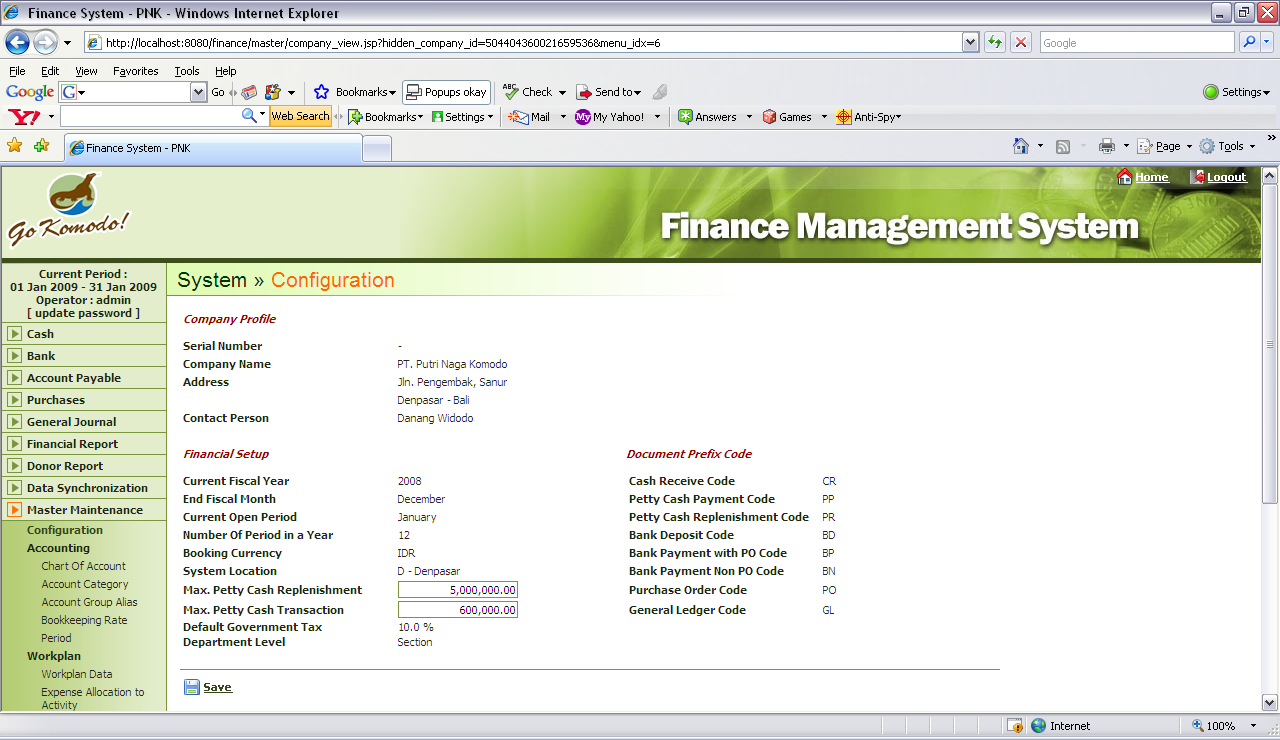 Finance System - PNK - Windows Internet Explorer
http://localhost:8080/finance/master/company_view.jsp?hidden_company_id=504404360021659536&menu_idx=6
Google
File Edit View Favorites Tools Help
Google G Go Bookmarks Popups okay ABC Check Send to Settings
Y! Web Search Bookmarks Settings Mail My Yahoo! Answers Games Anti-Spy
Finance System - PNK
Page Tools
Home Logout
Go Komodo!
Finance Management System
Current Period :
01 Jan 2009 - 31 Jan 2009
Operator : admin
[ update password ]
Cash
Bank
Account Payable
Purchases
General Journal
Financial Report
Donor Report
Data Synchronization
Master Maintenance
Configuration
Accounting
Chart Of Account
Account Category
Account Group Alias
Bookkeeping Rate
Period
Workplan
Workplan Data
Expense Allocation to
Activity
System » Configuration
Company Profile
Serial Number -
Company Name PT. Putri Naga Komodo
Address Jln. Pengembak, Sanur
Denpasar - Bali
Contact Person Danang Widodo
Financial Setup
Current Fiscal Year 2008
End Fiscal Month December
Current Open Period January
Number Of Period in a Year 12
Booking Currency IDR
System Location D - Denpasar
Max. Petty Cash Replenishment 5,000,000.00
Max. Petty Cash Transaction 600,000.00
Default Government Tax 10.0 %
Department Level Section
Document Prefix Code
Cash Receive Code CR
Petty Cash Payment Code PP
Petty Cash Replenishment Code PR
Bank Deposit Code BD
Bank Payment with PO Code BP
Bank Payment Non PO Code BN
Purchase Order Code PO
General Ledger Code GL
Save
Internet 100%